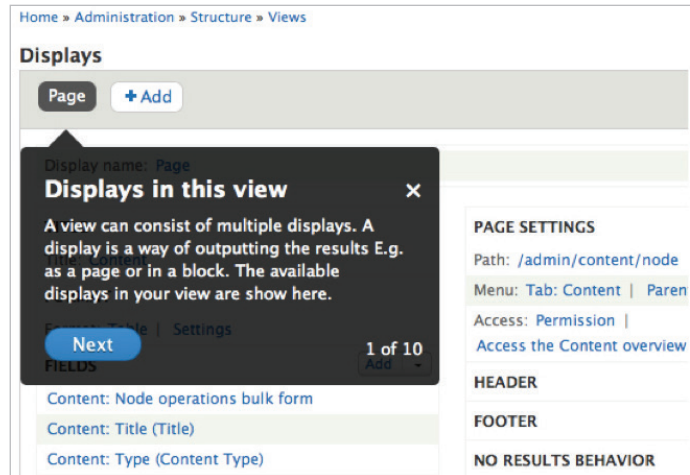 Home » Administration » Structure » Views
Displays
Page
+ Add
Display name: Page
Displays in this view
×
A view can consist of multiple displays. A
display is a way of outputting the results E.g.
as a page or in a block. The available
displays in your view are show here.
Title: Content
Format: Table | Settings
Next
1 of 10
FIELDS
Add
Content: Node operations bulk form
Content: Title (Title)
Content: Type (Content Type)
PAGE SETTINGS
Path: /admin/content/node
Menu: Tab: Content | Paren
Access: Permission |
Access the Content overview
HEADER
FOOTER
NO RESULTS BEHAVIOR